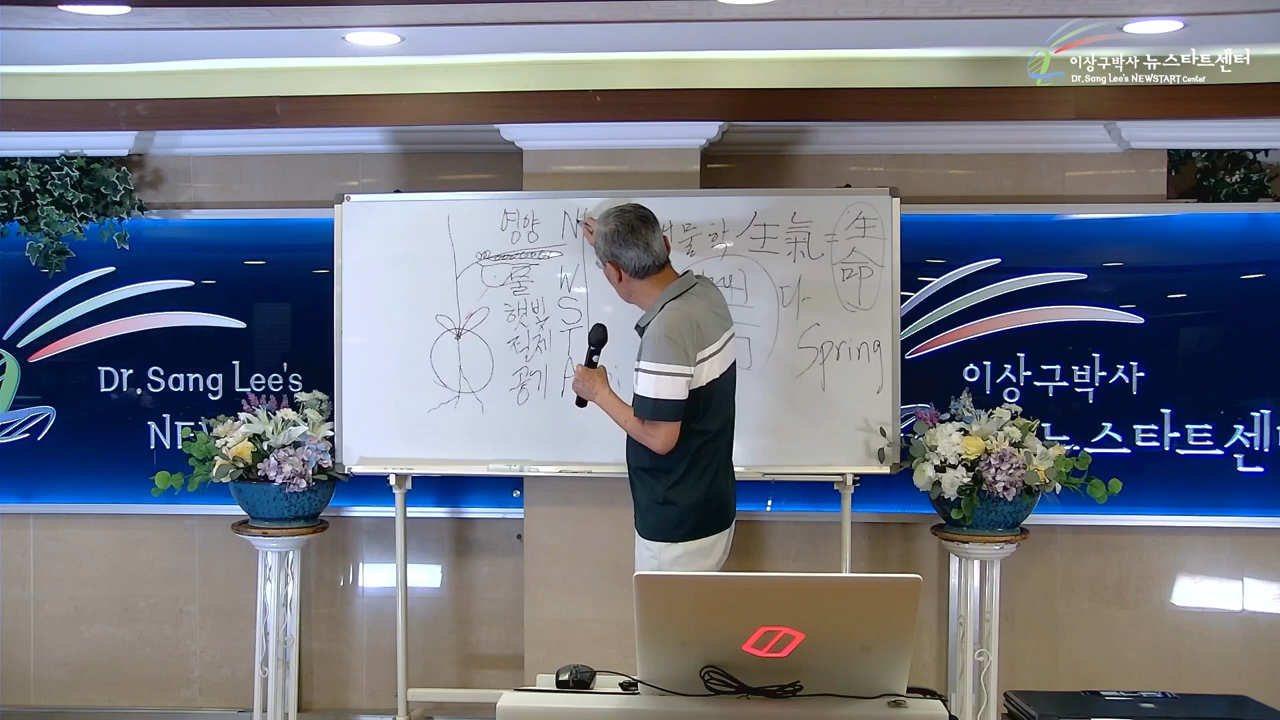 이상구박사 뉴스타트센터
Dr. Sang Lee's NEWSTART Center
영양 N
물 W
햇빛 S
절제 T
공기 A
물학 生氣=生命
다
Spring
Dr. Sang Lee's
이상구박사
뉴스타트센